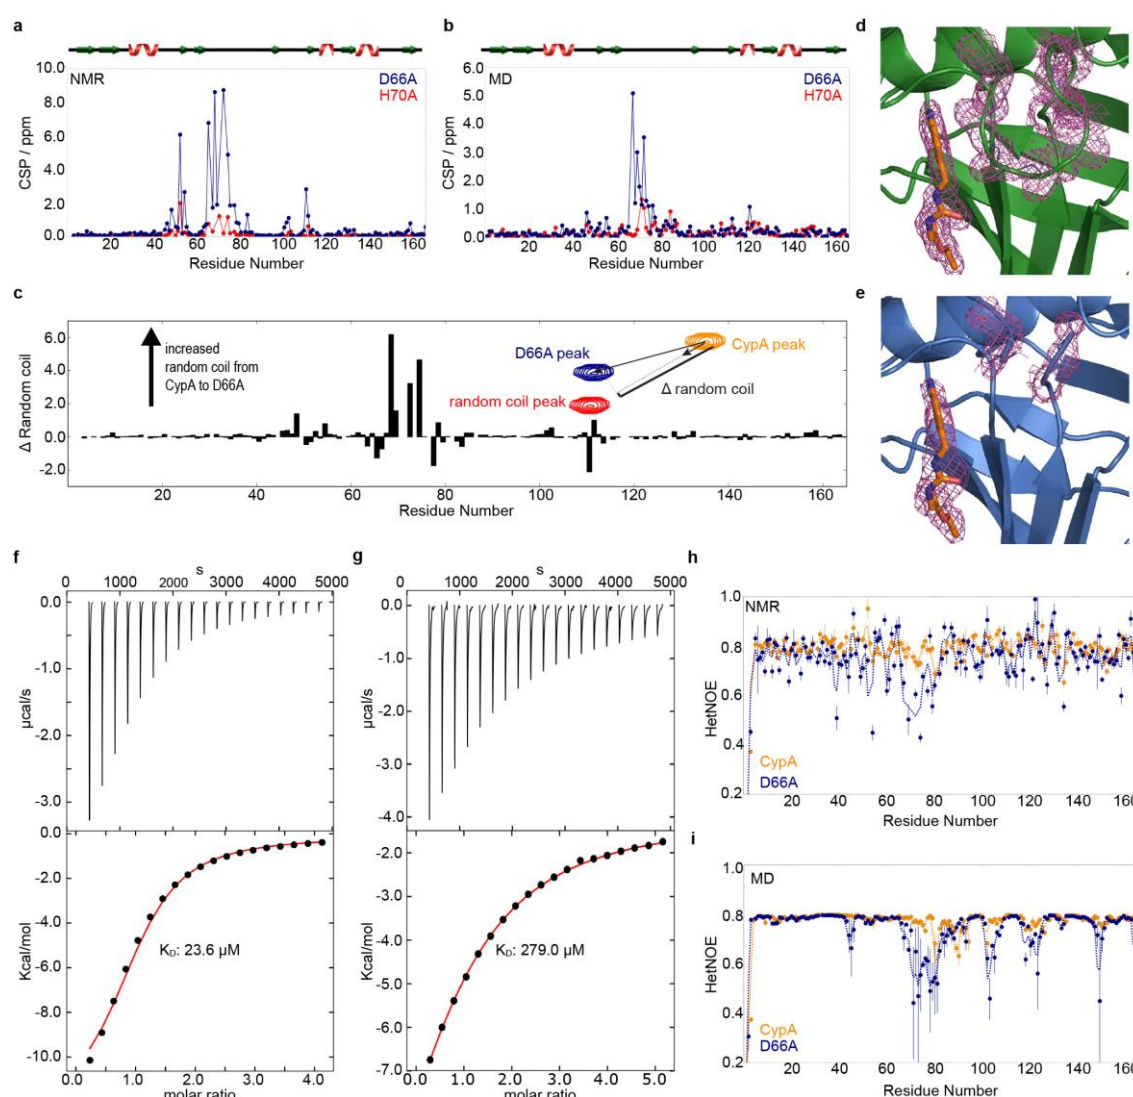 a
b
d
NMR
D66A
H70A
MD
D66A
H70A
10.0
8.0
6.0
4.0
2.0
0.0
CSP / ppm
20 40 60 80 100 120 140 160
Residue Number
6.0
5.0
4.0
3.0
2.0
1.0
0.0
CSP / ppm
20 40 60 80 100 120 140 160
Residue Number
c
e
6.0
4.0
2.0
0.0
-2.0
Δ Random coil
increased
random coil from
CypA to D66A
D66A peak
CypA peak
Δ random coil
random coil peak
20 40 60 80 100 120 140 160
Residue Number
f
s
0 1000 2000 3000 4000 5000
0.0
-1.0
-2.0
-3.0
µcal/s
0.0
-2.0
-4.0
-6.0
-8.0
-10.0
Kcal/mol
KD: 23.6 µM
0.0 1.0 2.0 3.0 4.0
molar ratio
g
s
0 1000 2000 3000 4000 5000
0.0
-1.0
-2.0
-3.0
-4.0
µcal/s
0.0
-1.0
-2.0
-3.0
-4.0
-5.0
-6.0
-7.0
Kcal/mol
KD: 279.0 µM
0.0 1.0 2.0 3.0 4.0 5.0
molar ratio
h
NMR
1.0
0.8
0.6
0.4
0.2
HetNOE
CypA
D66A
20 40 60 80 100 120 140 160
Residue Number
i
MD
1.0
0.8
0.6
0.4
0.2
HetNOE
CypA
D66A
20 40 60 80 100 120 140 160
Residue Number